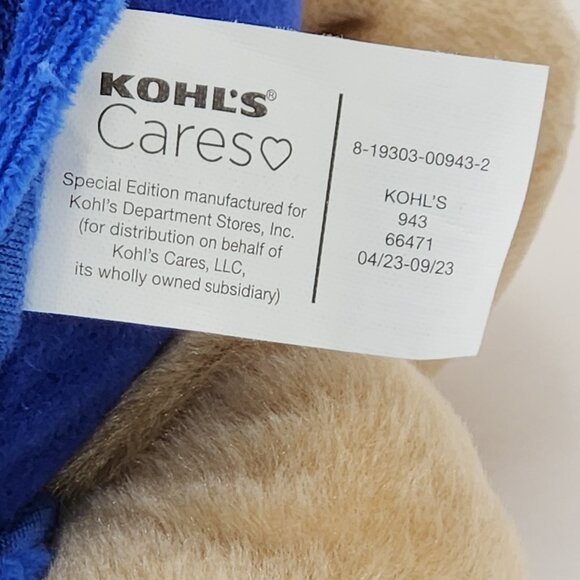 KOHL'S®
Cares♡
Special Edition manufactured for
Kohl's Department Stores, Inc.
(for distribution on behalf of
Kohl's Cares, LLC,
its wholly owned subsidiary)
8-19303-00943-2
KOHL'S
943
66471
04/23-09/23